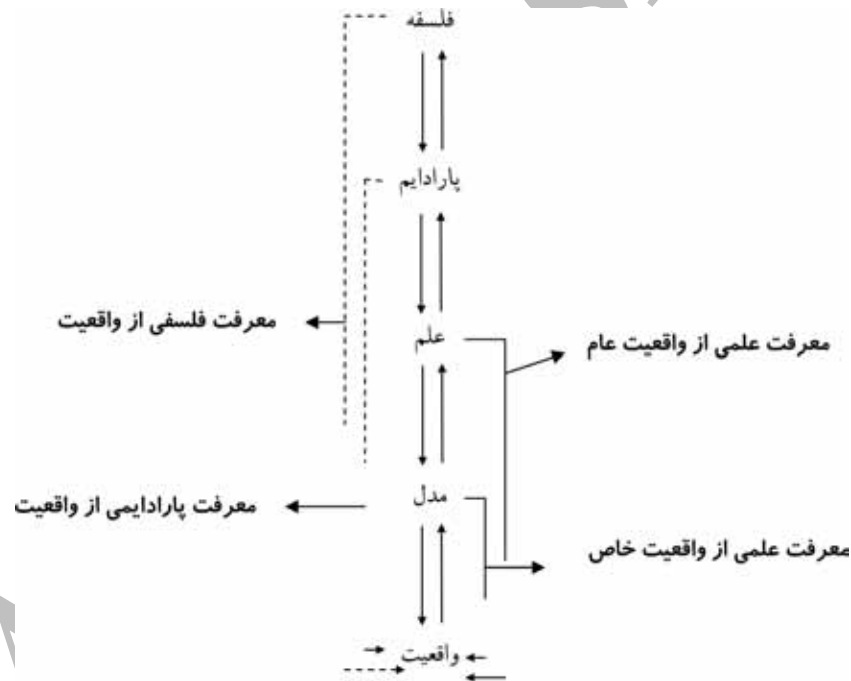 فلسفه
پارادایم
معرفت فلسفی از واقعیت
علم
معرفت علمی از واقعیت عام
مدل
معرفت پارادایمی از واقعیت
معرفت علمی از واقعیت خاص
واقعیت